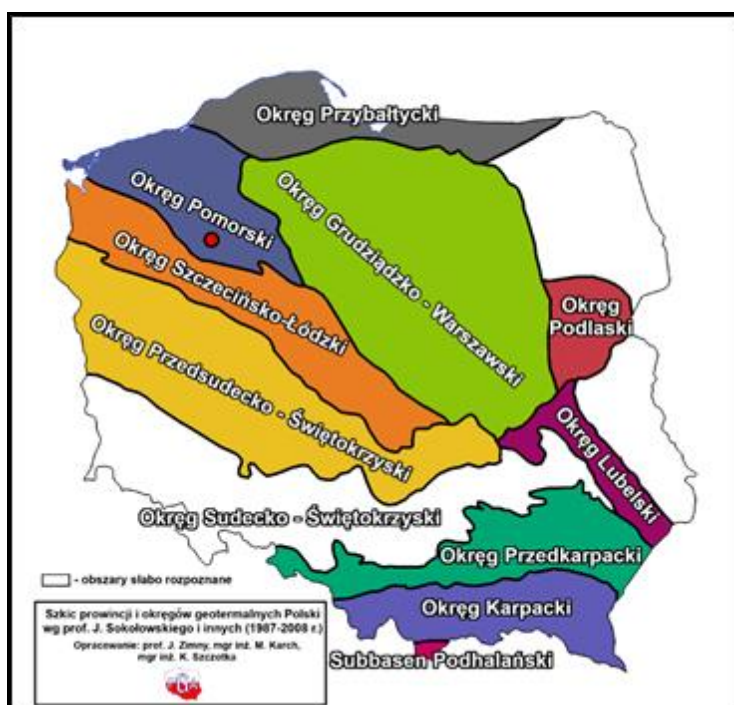 Okręg Przybałtycki
Okręg Pomorski
Okręg Grudziądzko - Warszawski
Okręg Szczecińsko-Łódzki
Okręg
Podlaski
Okręg Przedsudecko - Świętokrzyski
Okręg Lubelski
Okręg Sudecko - Świętokrzyski
Okręg Przedkarpacki
- obszary słabo rozpoznane
Okręg Karpacki
Szkic prowincji i okręgów geotermalnych Polski
wg prof. J. Sokołowskiego i innych (1987-2008 r.)
Opracowanie: prof. J. Zimny, mgr inż. M. Karch,
mgr inż. K. Szczotka
Subbasen Podhalański